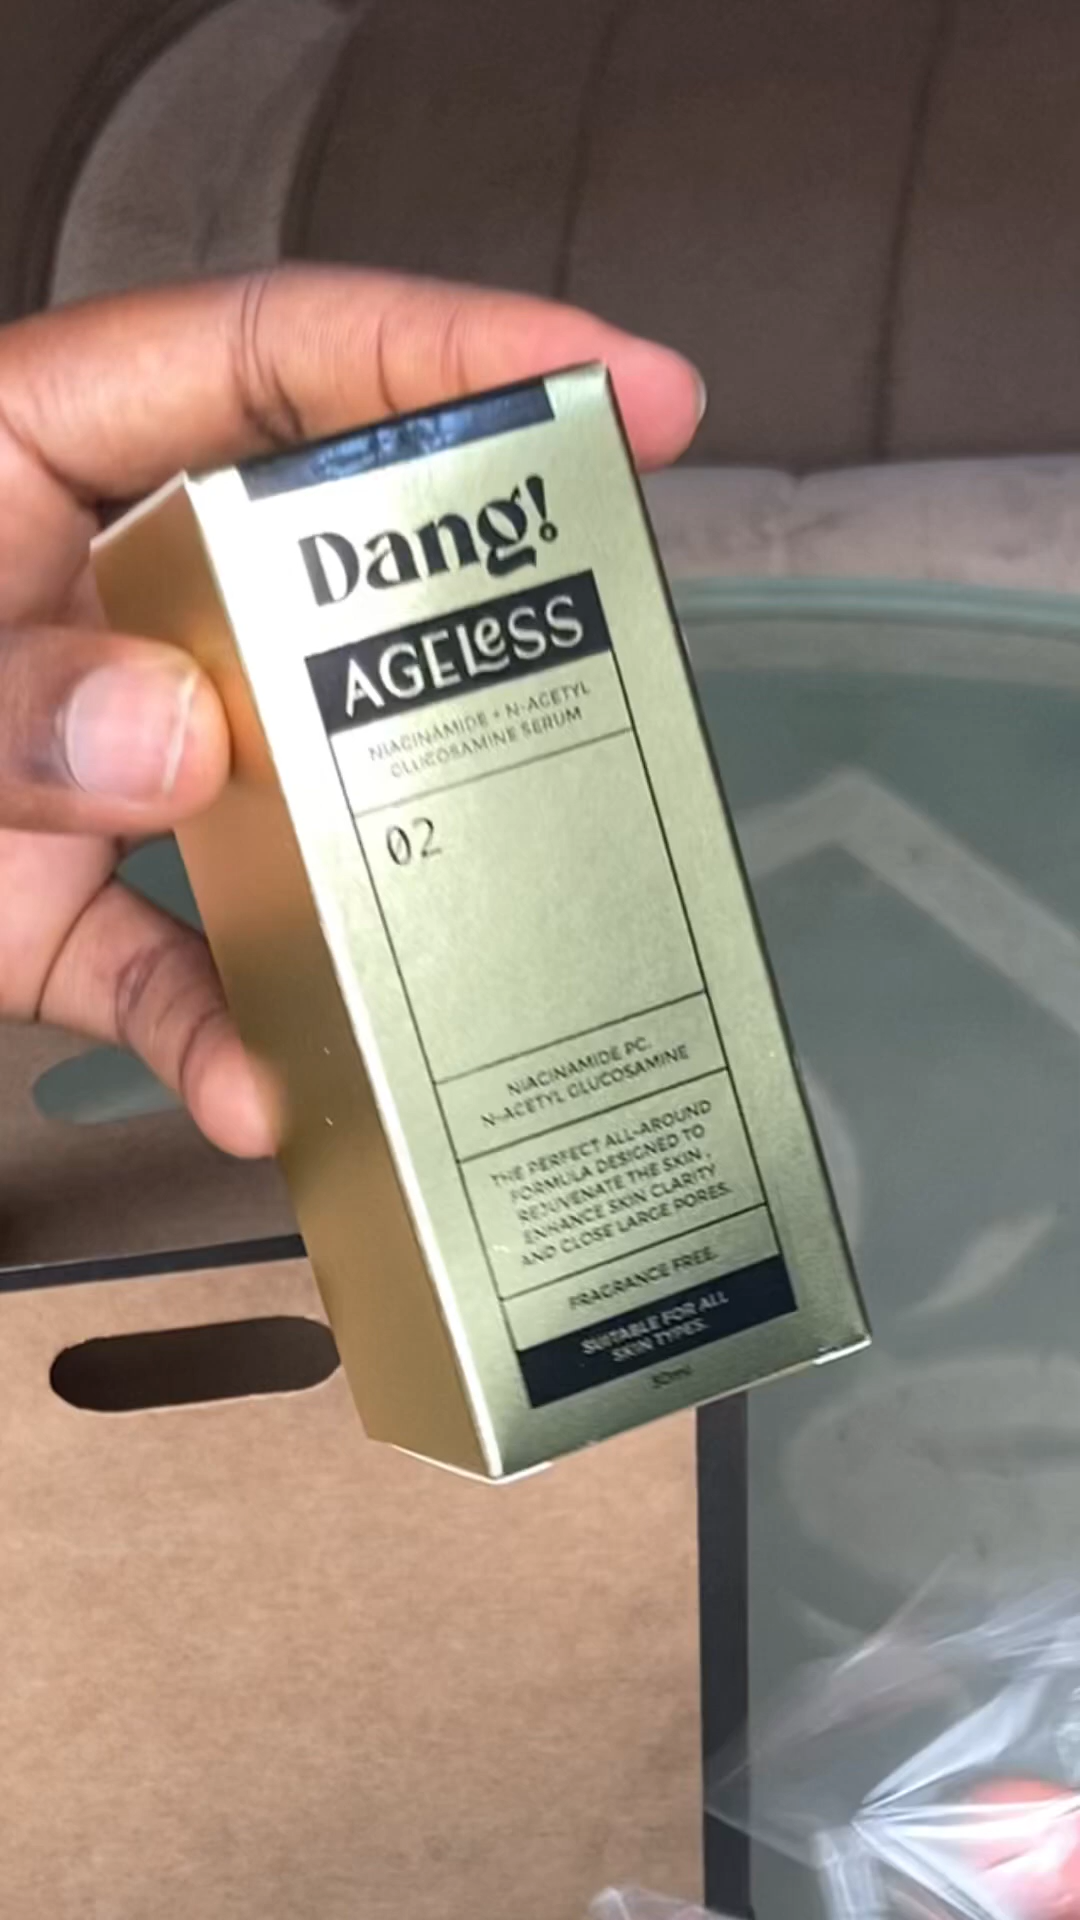 Dang!
AGELeSS
NIACINAMIDE + N-ACETYL
GLUCOSAMINE SERUM
02
NIACINAMIDE PC.
N-ACETYL GLUCOSAMINE
THE PERFECT ALL-AROUND
FORMULA DESIGNED TO
REJUVENATE THE SKIN,
ENHANCE SKIN CLARITY
AND CLOSE LARGE PORES.
FRAGRANCE FREE.
SUITABLE FOR ALL
SKIN TYPES.